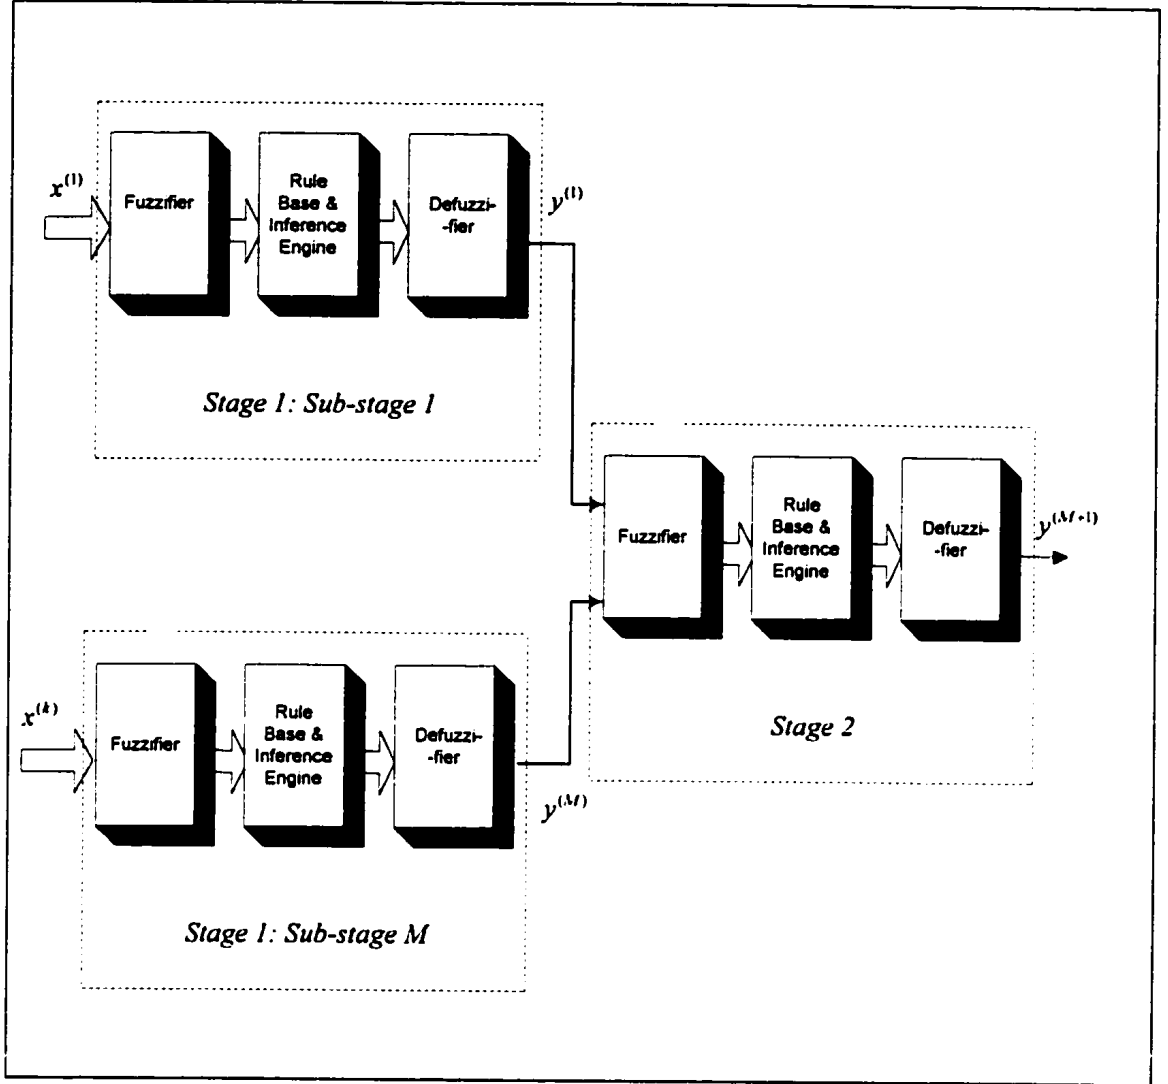 x^(1)
Fuzzifier
Rule
Base &
Inference
Engine
Defuzzi-
-fier
y^(1)
Stage 1: Sub-stage 1
Fuzzifier
Rule
Base &
Inference
Engine
Defuzzi-
-fier
y^(M+1)
Stage 2
x^(k)
Fuzzifier
Rule
Base &
Inference
Engine
Defuzzi-
-fier
y^(M)
Stage 1: Sub-stage M